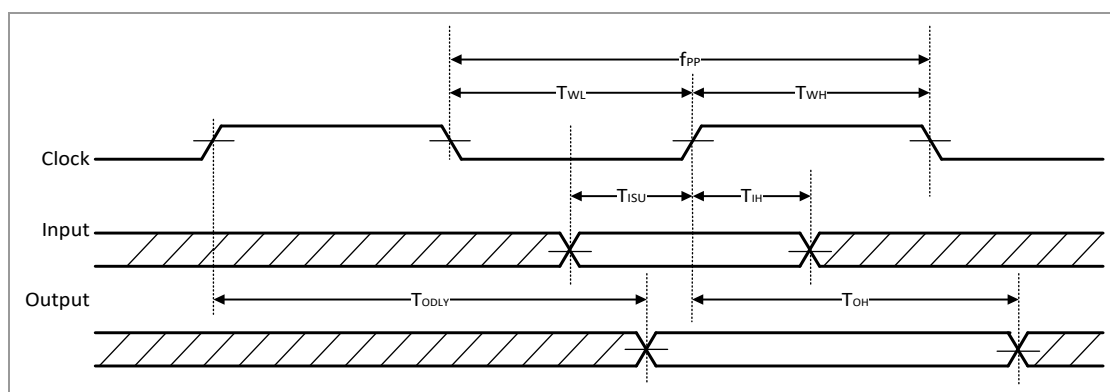 fPP
TWL TWH
Clock
TISU TIH
Input
Output
TODLY TOH